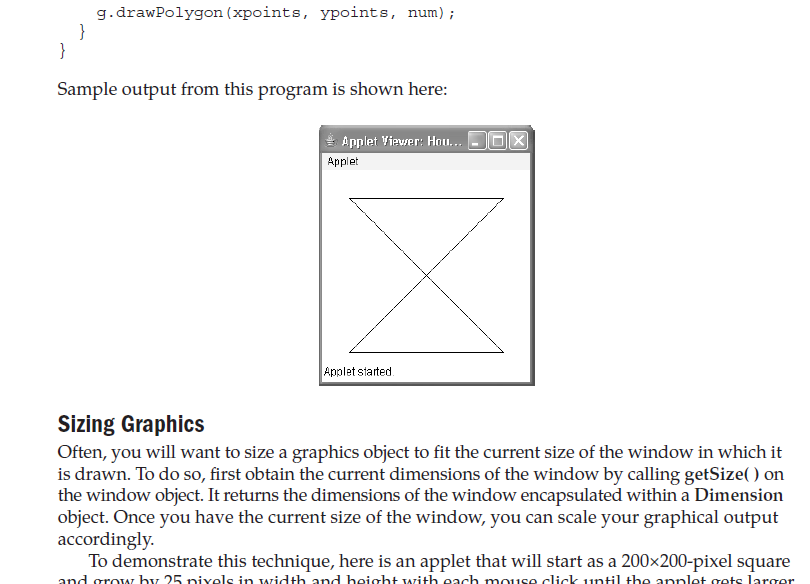 g.drawPolygon(xpoints, ypoints, num);
}
}
Sample output from this program is shown here:
Applet Viewer: Hou...
Applet
Applet started.
Sizing Graphics
Often, you will want to size a graphics object to fit the current size of the window in which it
is drawn. To do so, first obtain the current dimensions of the window by calling getSize( ) on
the window object. It returns the dimensions of the window encapsulated within a Dimension
object. Once you have the current size of the window, you can scale your graphical output
accordingly.
To demonstrate this technique, here is an applet that will start as a 200×200-pixel square
and grow by 25 pixels in width and height with each mouse click until the applet gets larger